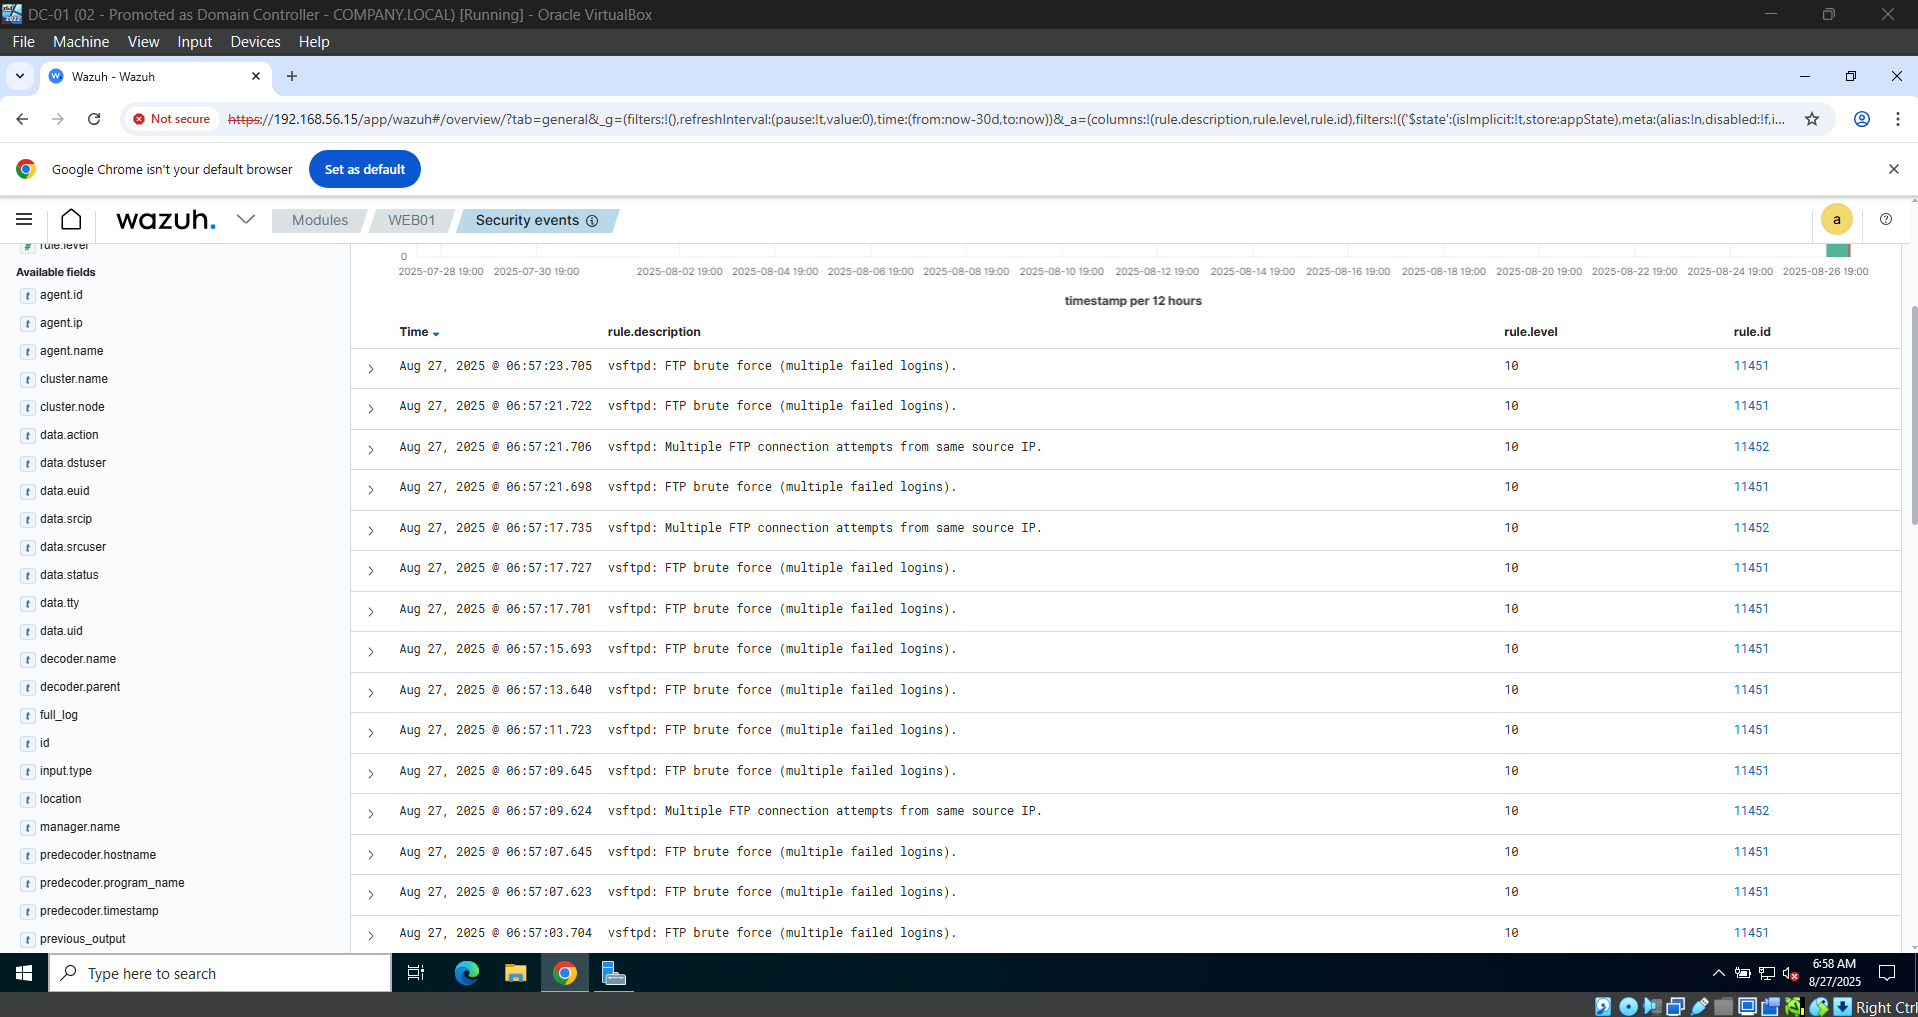 DC-01 (02 - Promoted as Domain Controller - COMPANY.LOCAL) [Running] - Oracle VirtualBox
File Machine View Input Devices Help
Wazuh - Wazuh
Not secure https://192.168.56.15/app/wazuh#/overview/?tab=general&_g=(filters:!(),refreshInterval:(pause:!t,value:0),time:(from:now-30d,to:now))&_a=(columns:!(rule.description,rule.level,rule.id),filters:!(('$state':(isImplicit:!t,store:appState),meta:(alias:!n,disabled:!f,i...
Google Chrome isn't your default browser Set as default
wazuh. Modules WEB01 Security events a
# rule.level
Available fields
t agent.id
t agent.ip
t agent.name
t cluster.name
t cluster.node
t data.action
t data.dstuser
t data.euid
t data.srcip
t data.srcuser
t data.status
t data.tty
t data.uid
t decoder.name
t decoder.parent
t full_log
t id
t input.type
t location
t manager.name
t predecoder.hostname
t predecoder.program_name
t predecoder.timestamp
t previous_output
0
2025-07-28 19:00 2025-07-30 19:00 2025-08-02 19:00 2025-08-04 19:00 2025-08-06 19:00 2025-08-08 19:00 2025-08-10 19:00 2025-08-12 19:00 2025-08-14 19:00 2025-08-16 19:00 2025-08-18 19:00 2025-08-20 19:00 2025-08-22 19:00 2025-08-24 19:00 2025-08-26 19:00
timestamp per 12 hours
Time rule.description rule.level rule.id
Aug 27, 2025 @ 06:57:23.705 vsftpd: FTP brute force (multiple failed logins). 10 11451
Aug 27, 2025 @ 06:57:21.722 vsftpd: FTP brute force (multiple failed logins). 10 11451
Aug 27, 2025 @ 06:57:21.706 vsftpd: Multiple FTP connection attempts from same source IP. 10 11452
Aug 27, 2025 @ 06:57:21.698 vsftpd: FTP brute force (multiple failed logins). 10 11451
Aug 27, 2025 @ 06:57:17.735 vsftpd: Multiple FTP connection attempts from same source IP. 10 11452
Aug 27, 2025 @ 06:57:17.727 vsftpd: FTP brute force (multiple failed logins). 10 11451
Aug 27, 2025 @ 06:57:17.701 vsftpd: FTP brute force (multiple failed logins). 10 11451
Aug 27, 2025 @ 06:57:15.693 vsftpd: FTP brute force (multiple failed logins). 10 11451
Aug 27, 2025 @ 06:57:13.640 vsftpd: FTP brute force (multiple failed logins). 10 11451
Aug 27, 2025 @ 06:57:11.723 vsftpd: FTP brute force (multiple failed logins). 10 11451
Aug 27, 2025 @ 06:57:09.645 vsftpd: FTP brute force (multiple failed logins). 10 11451
Aug 27, 2025 @ 06:57:09.624 vsftpd: Multiple FTP connection attempts from same source IP. 10 11452
Aug 27, 2025 @ 06:57:07.645 vsftpd: FTP brute force (multiple failed logins). 10 11451
Aug 27, 2025 @ 06:57:07.623 vsftpd: FTP brute force (multiple failed logins). 10 11451
Aug 27, 2025 @ 06:57:03.704 vsftpd: FTP brute force (multiple failed logins). 10 11451
Type here to search
6:58 AM
8/27/2025
Right Ctrl